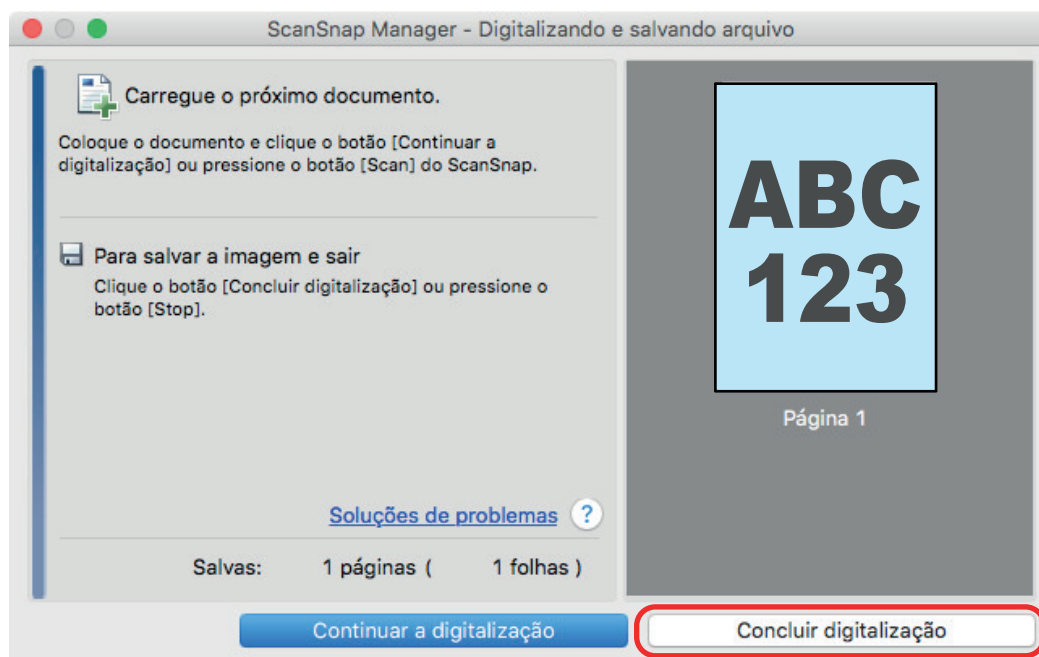 ScanSnap Manager - Digitalizando e salvando arquivo
Carregue o próximo documento.
Coloque o documento e clique o botão [Continuar a
digitalização] ou pressione o botão [Scan] do ScanSnap.
Para salvar a imagem e sair
Clique o botão [Concluir digitalização] ou pressione o
botão [Stop].
Soluções de problemas ?
Salvas: 1 páginas ( 1 folhas )
ABC
123
Página 1
Continuar a digitalização
Concluir digitalização